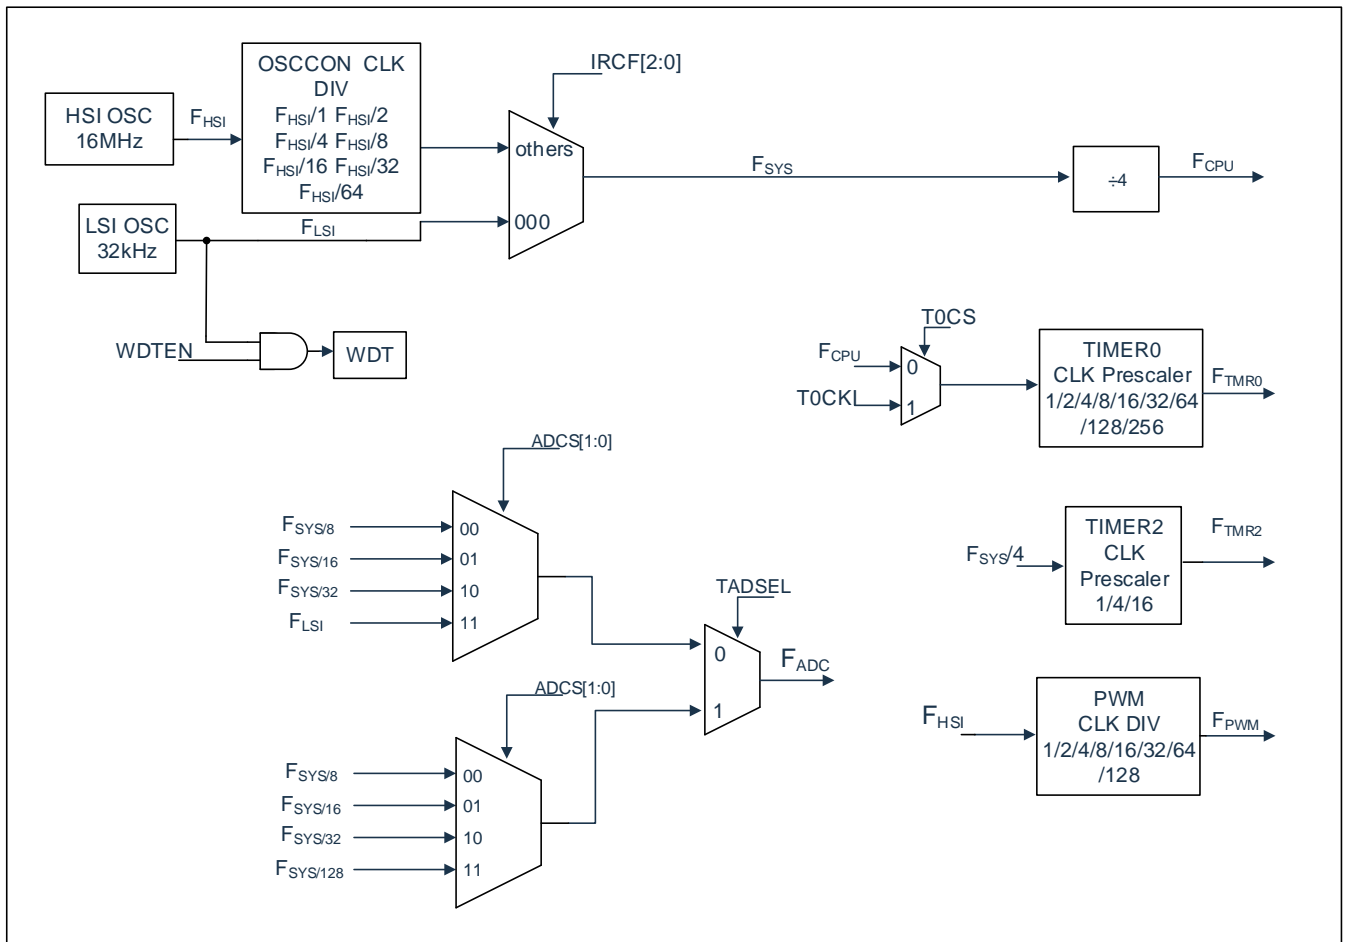 HSI OSC
16MHz
FHSI
OSCCON CLK
DIV
FHSI/1 FHSI/2
FHSI/4 FHSI/8
FHSI/16 FHSI/32
FHSI/64
IRCF[2:0]
others
000
FSYS
÷4
FCPU
LSI OSC
32kHz
FLSI
WDTEN
WDT
T0CS
FCPU
T0CKI
0
1
TIMER0
CLK Prescaler
1/2/4/8/16/32/64
/128/256
FTMR0
ADCS[1:0]
FSYS/8
FSYS/16
FSYS/32
FLSI
00
01
10
11
TADSEL
0
1
FADC
FSYS/4
TIMER2
CLK
Prescaler
1/4/16
FTMR2
ADCS[1:0]
FSYS/8
FSYS/16
FSYS/32
FSYS/128
00
01
10
11
FHSI
PWM
CLK DIV
1/2/4/8/16/32/64
/128
FPWM